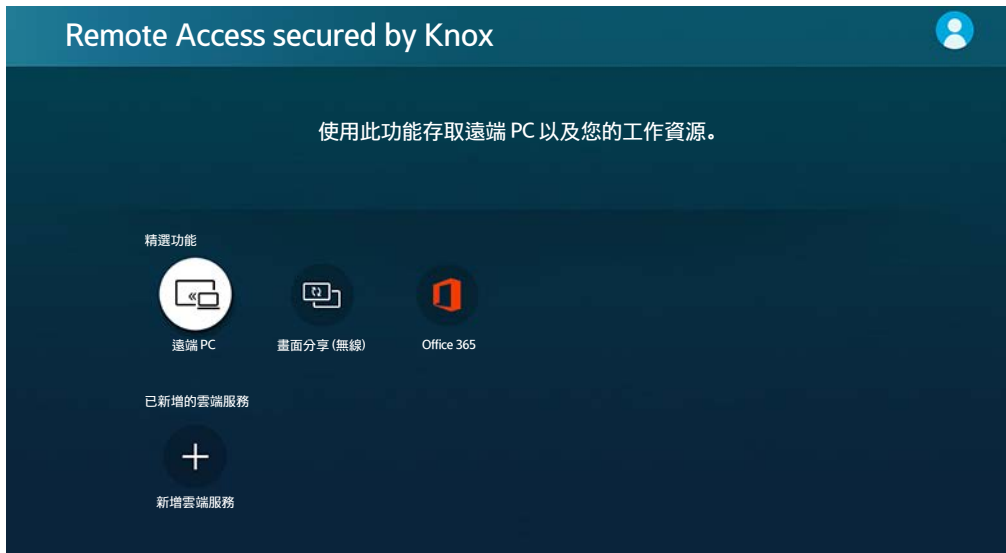 Remote Access secured by Knox
使用此功能存取遠端 PC 以及您的工作資源。
精選功能
遠端 PC
畫面分享 (無線)
Office 365
已新增的雲端服務
新增雲端服務